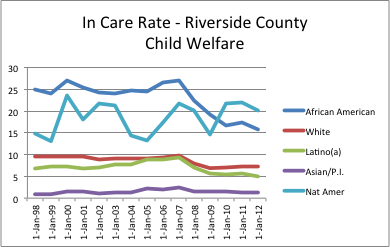 In Care Rate - Riverside County
Child Welfare
30
25
20
15
10
5
0
1-Jan-98
1-Jan-99
1-Jan-00
1-Jan-01
1-Jan-02
1-Jan-03
1-Jan-04
1-Jan-05
1-Jan-06
1-Jan-07
1-Jan-08
1-Jan-09
1-Jan-10
1-Jan-11
1-Jan-12
African American
White
Latino(a)
Asian/P.I.
Nat Amer